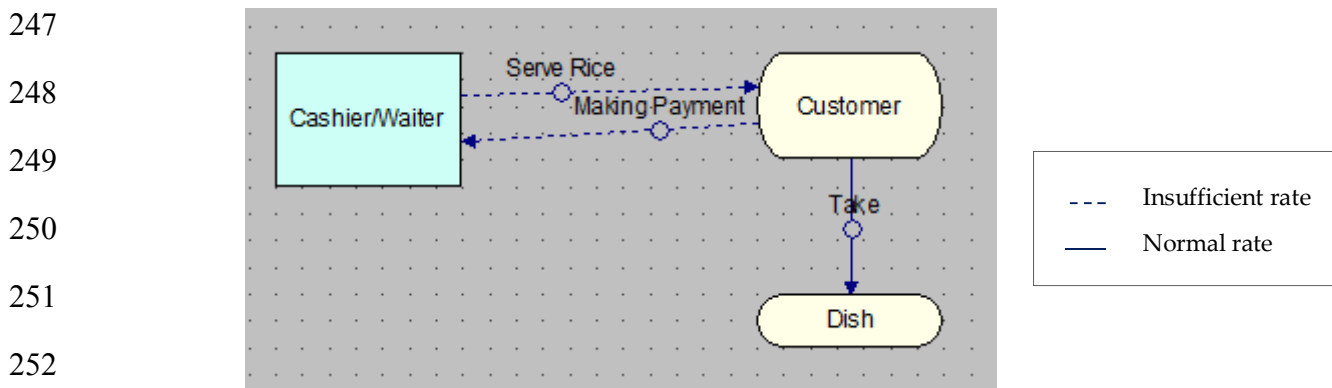 247
Serve Rice
248
Making Payment
Cashier/Waiter
Customer
249
Take
Insufficient rate
250
Normal rate
251
Dish
252